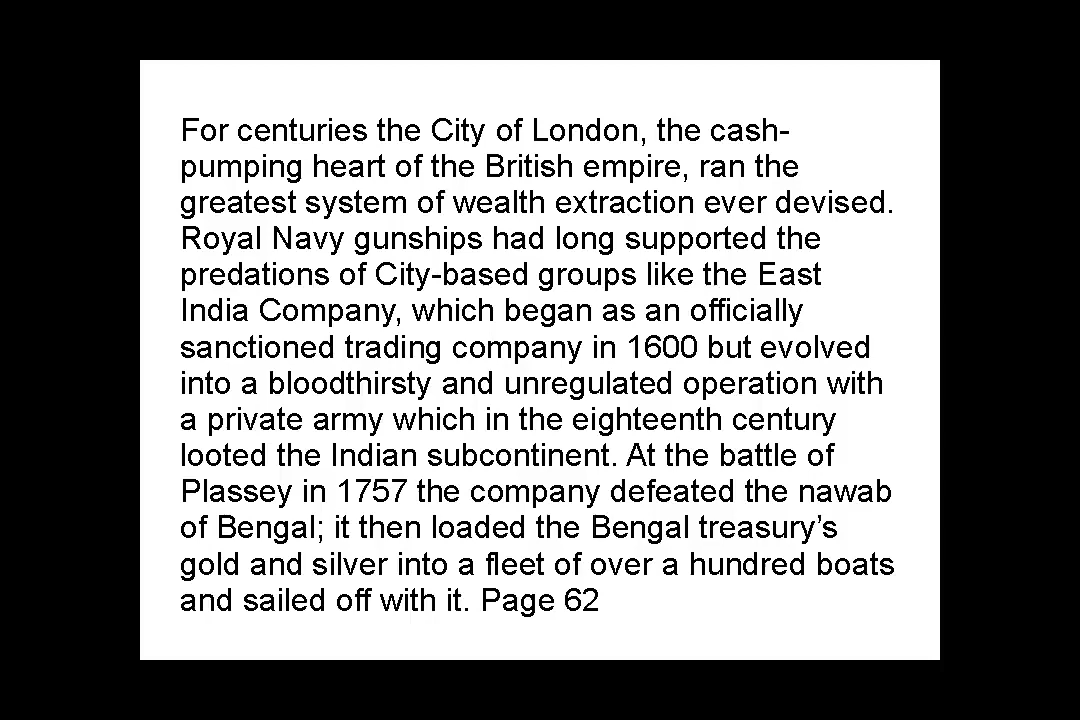 For centuries the City of London, the cash-
pumping heart of the British empire, ran the
greatest system of wealth extraction ever devised.
Royal Navy gunships had long supported the
predations of City-based groups like the East
India Company, which began as an officially
sanctioned trading company in 1600 but evolved
into a bloodthirsty and unregulated operation with
a private army which in the eighteenth century
looted the Indian subcontinent. At the battle of
Plassey in 1757 the company defeated the nawab
of Bengal; it then loaded the Bengal treasury’s
gold and silver into a fleet of over a hundred boats
and sailed off with it. Page 62